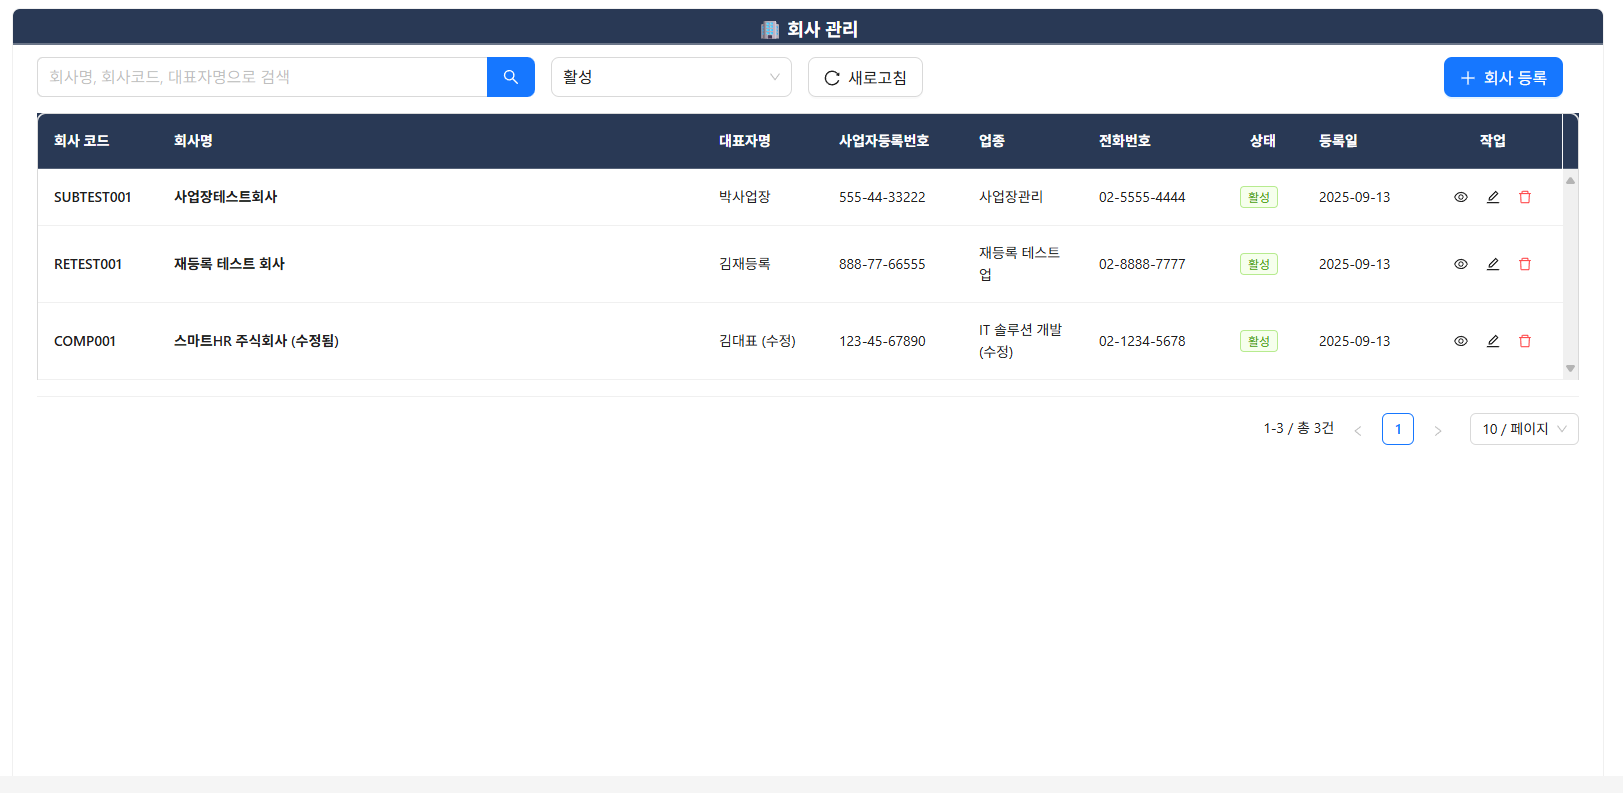 회사 관리
회사명, 회사코드, 대표자명으로 검색
활성
새로고침
회사 등록
회사 코드 회사명 대표자명 사업자등록번호 업종 전화번호 상태 등록일 작업
SUBTEST001 사업장테스트회사 박사업장 555-44-33222 사업장관리 02-5555-4444 활성 2025-09-13
RETEST001 재등록 테스트 회사 김재등록 888-77-66555 재등록 테스트 02-8888-7777 활성 2025-09-13
업
COMP001 스마트HR 주식회사 (수정됨) 김대표 (수정) 123-45-67890 IT 솔루션 개발 02-1234-5678 활성 2025-09-13
(수정)
1-3 / 총 3건
1
10 / 페이지